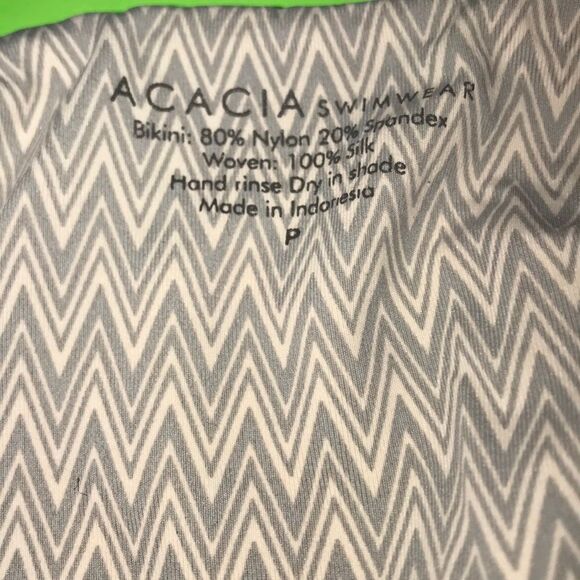 ACACIA SWIMWEAR
Bikini: 80% Nylon 20% Spandex
Woven: 100% Silk
Hand rinse Dry in shade
Made in Indonesia
P